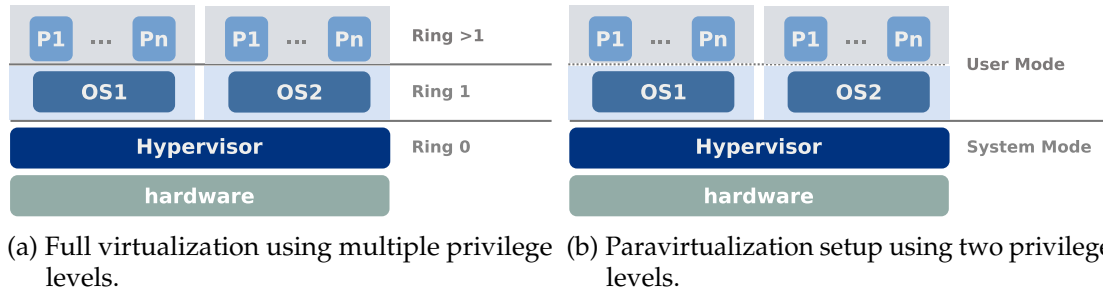 P1 ... Pn P1 ... Pn Ring >1
OS1 OS2 Ring 1
Hypervisor Ring 0
hardware
(a) Full virtualization using multiple privilege
levels.
P1 ... Pn P1 ... Pn
User Mode
OS1 OS2
Hypervisor System Mode
hardware
(b) Paravirtualization setup using two privilege
levels.